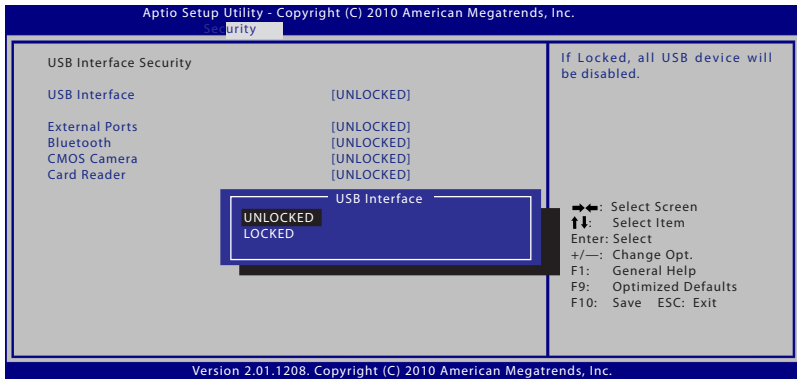 Aptio Setup Utility - Copyright (C) 2010 American Megatrends, Inc.
Security
USB Interface Security
USB Interface [UNLOCKED]
External Ports [UNLOCKED]
Bluetooth [UNLOCKED]
CMOS Camera [UNLOCKED]
Card Reader [UNLOCKED]
USB Interface
UNLOCKED
LOCKED
If Locked, all USB device will
be disabled.
→←: Select Screen
↑↓: Select Item
Enter: Select
+/—: Change Opt.
F1: General Help
F9: Optimized Defaults
F10: Save ESC: Exit
Version 2.01.1208. Copyright (C) 2010 American Megatrends, Inc.